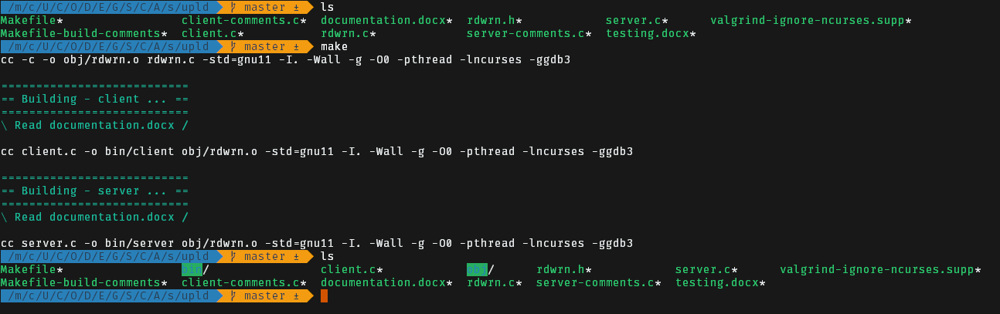 /m/c/U/C/O/D/E/G/S/C/A/s/upld master ± ls
Makefile* client-comments.c* documentation.docx* rdwrn.h* server.c* valgrind-ignore-ncurses.supp*
Makefile-build-comments* client.c* rdwrn.c* server-comments.c* testing.docx*
/m/c/U/C/O/D/E/G/S/C/A/s/upld master ± make
cc -c -o obj/rdwrn.o rdwrn.c -std=gnu11 -I. -Wall -g -O0 -pthread -lncurses -ggdb3
===========================
== Building - client ... ==
===========================
\ Read documentation.docx /
cc client.c -o bin/client obj/rdwrn.o -std=gnu11 -I. -Wall -g -O0 -pthread -lncurses -ggdb3
===========================
== Building - server ... ==
===========================
\ Read documentation.docx /
cc server.c -o bin/server obj/rdwrn.o -std=gnu11 -I. -Wall -g -O0 -pthread -lncurses -ggdb3
/m/c/U/C/O/D/E/G/S/C/A/s/upld master ± ls
Makefile* bin/ client.c* obj/ rdwrn.h* server.c* valgrind-ignore-ncurses.supp*
Makefile-build-comments* client-comments.c* documentation.docx* rdwrn.c* server-comments.c* testing.docx*
/m/c/U/C/O/D/E/G/S/C/A/s/upld master ±